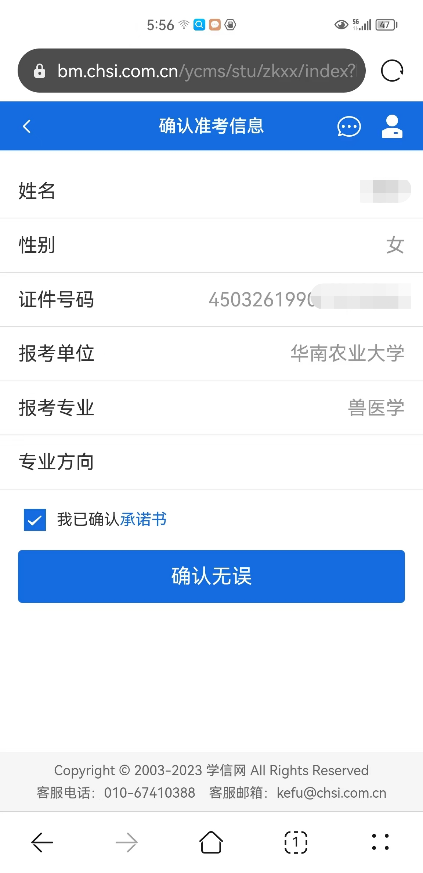 5:56
5G
47
bm.chsi.com.cn/ycms/stu/zkxx/index?
确认准考信息
姓名
性别 女
证件号码 450326199
报考单位 华南农业大学
报考专业 兽医学
专业方向
我已确认承诺书
确认无误
Copyright © 2003-2023 学信网 All Rights Reserved
客服电话：010-67410388 客服邮箱：kefu@chsi.com.cn
1